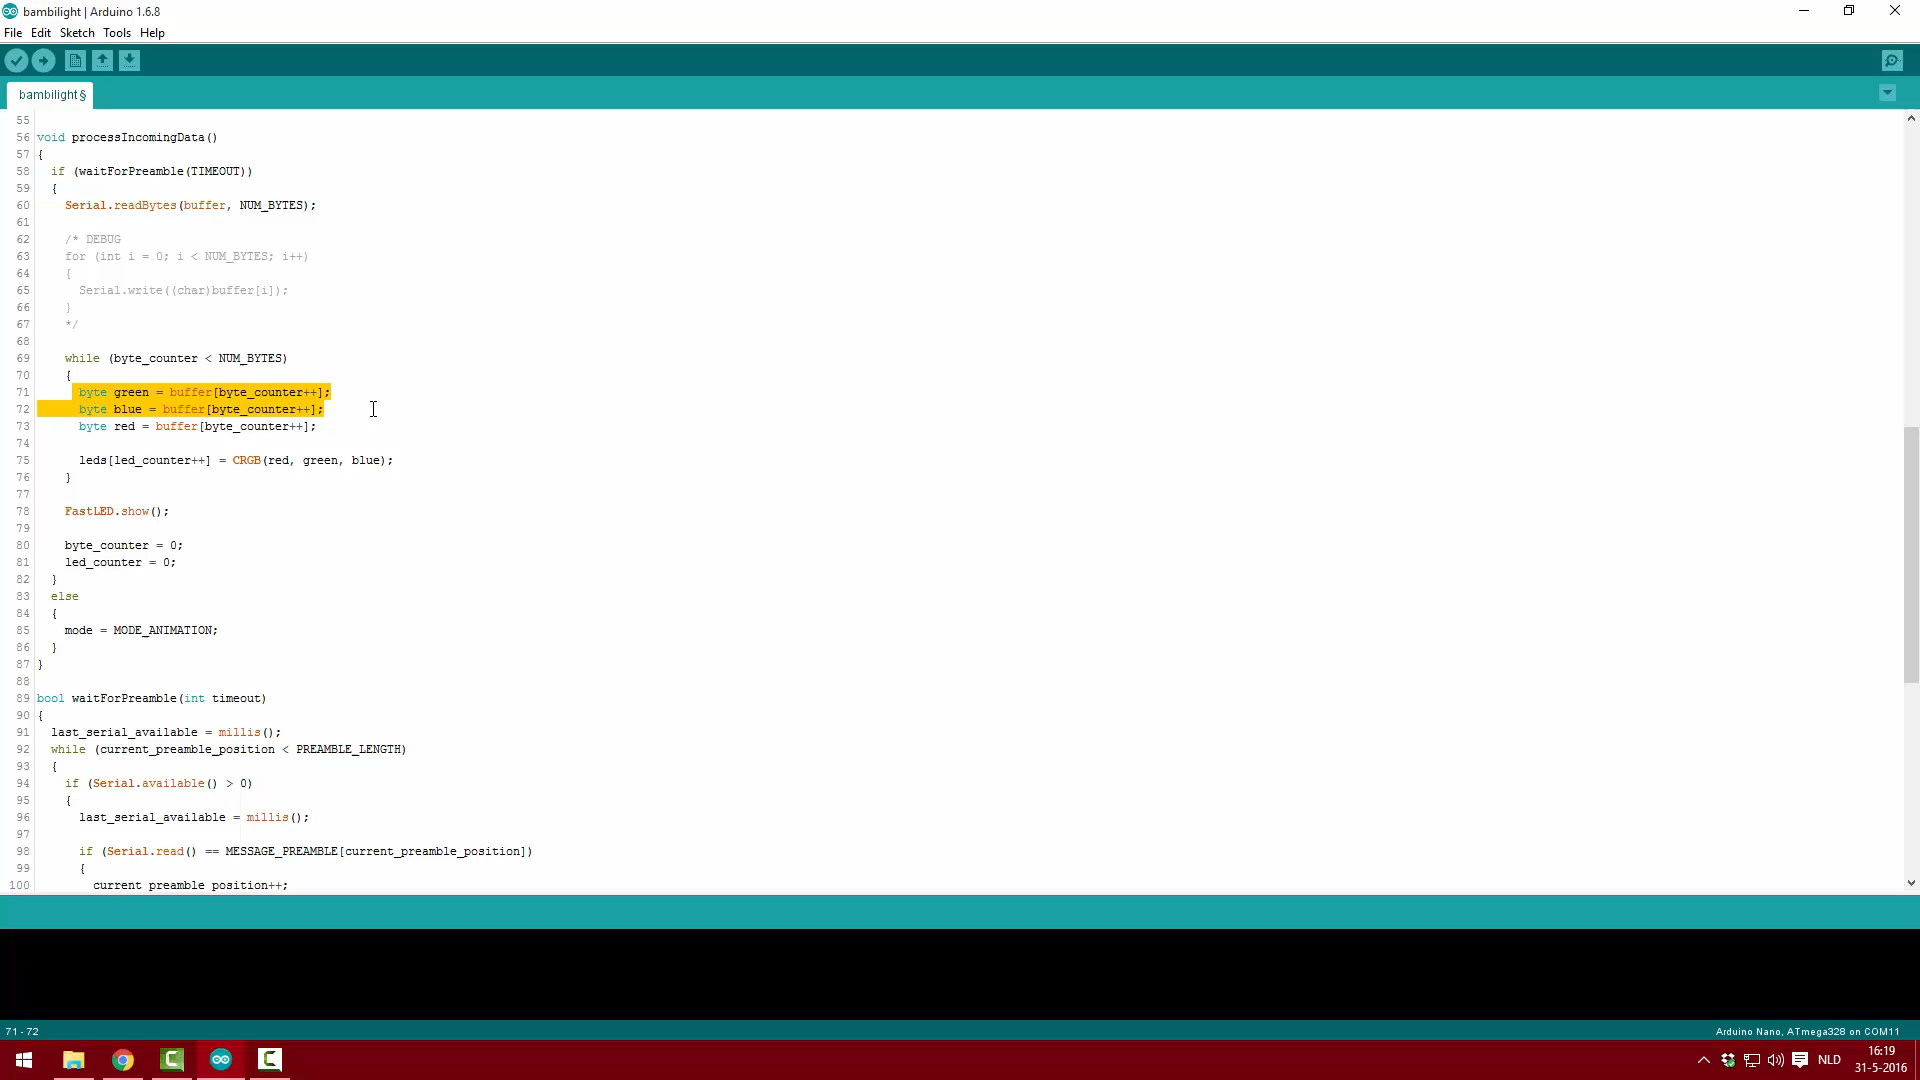 bambilight | Arduino 1.6.8
File Edit Sketch Tools Help
bambilight§
55
56 void processIncomingData()
57 {
58   if (waitForPreamble(TIMEOUT))
59   {
60     Serial.readBytes(buffer, NUM_BYTES);
61
62     /* DEBUG
63     for (int i = 0; i < NUM_BYTES; i++)
64     {
65       Serial.write((char)buffer[i]);
66     }
67     */
68
69     while (byte_counter < NUM_BYTES)
70     {
71       byte green = buffer[byte_counter++];
72       byte blue = buffer[byte_counter++];
73       byte red = buffer[byte_counter++];
74
75       leds[led_counter++] = CRGB(red, green, blue);
76     }
77
78     FastLED.show();
79
80     byte_counter = 0;
81     led_counter = 0;
82   }
83   else
84   {
85     mode = MODE_ANIMATION;
86   }
87 }
88
89 bool waitForPreamble(int timeout)
90 {
91   last_serial_available = millis();
92   while (current_preamble_position < PREAMBLE_LENGTH)
93   {
94     if (Serial.available() > 0)
95     {
96       last_serial_available = millis();
97
98       if (Serial.read() == MESSAGE_PREAMBLE[current_preamble_position])
99       {
100         current_preamble_position++;
71 - 72
Arduino Nano, ATmega328 on COM11
NLD
16:19
31-5-2016